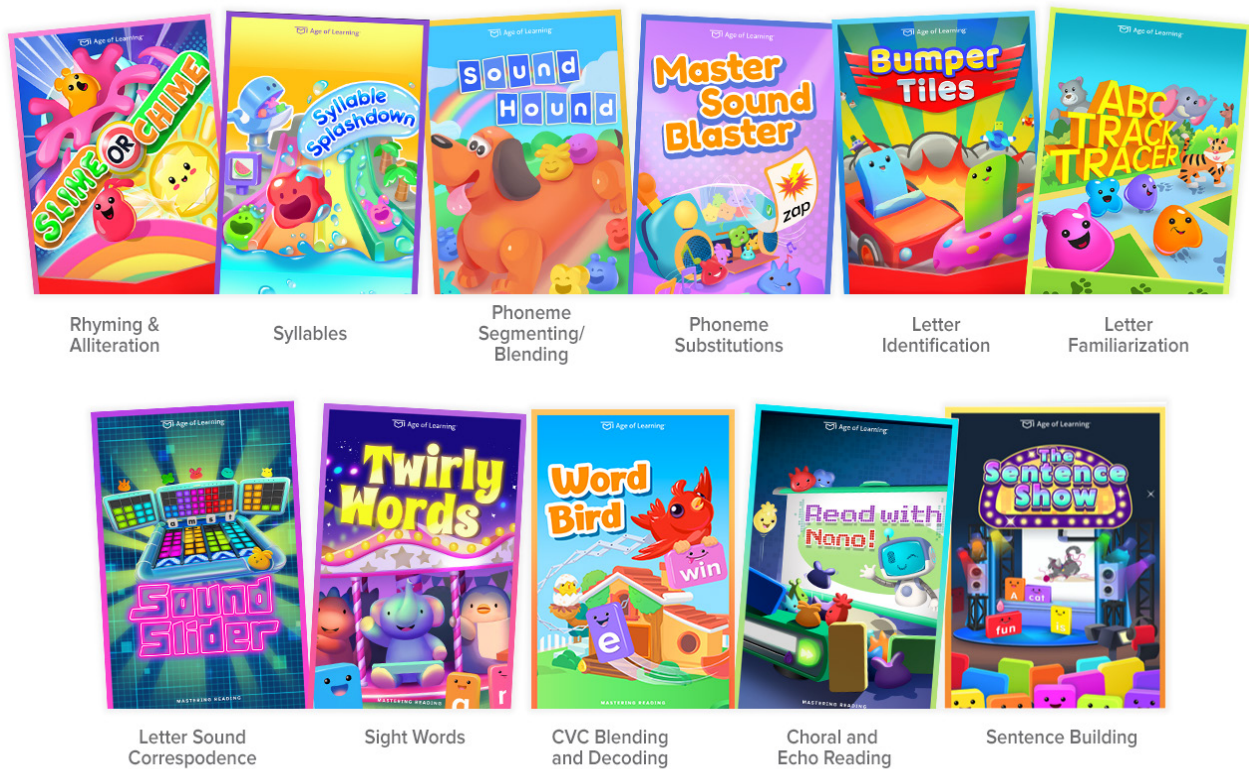 Age of Learning
SLIME OR CHIME
Age of Learning
Syllable
Splashdown
Age of Learning
Sound
Hound
Age of Learning
Master
Sound
Blaster
zap
Age of Learning
Bumper
Tiles
Age of Learning
ABC
TRACK
TRACER
Rhyming &
Alliteration
Syllables
Phoneme
Segmenting/
Blending
Phoneme
Substitutions
Letter
Identification
Letter
Familiarization
Age of Learning
a m s t
Sound
Slider
MASTERING READING
Age of Learning
Twirly
Words
a r
MASTERING READING
Age of Learning
Word
Bird
win
e
MASTERING READING
Age of Learning
Read with
Nano!
MASTERING READING
Age of Learning
The
Sentence
Show
A cat
fun is
Letter Sound
Correspodence
Sight Words
CVC Blending
and Decoding
Choral and
Echo Reading
Sentence Building